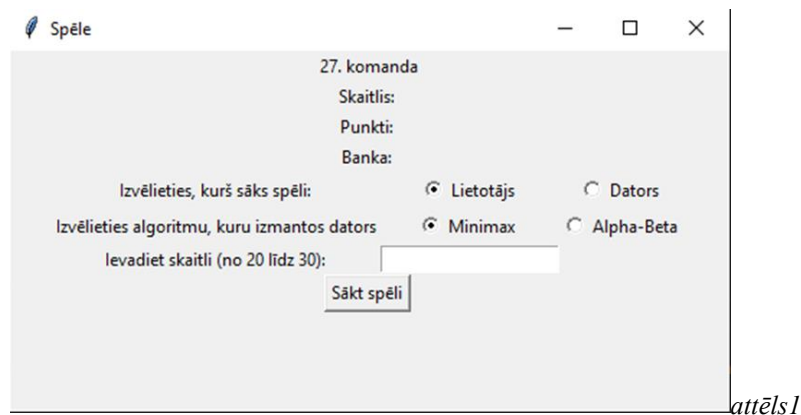 Spēle
27. komanda
Skaitlis:
Punkti:
Banka:
Izvēlieties, kurš sāks spēli: Lietotājs Dators
Izvēlieties algoritmu, kuru izmantos dators Minimax Alpha-Beta
Ievadiet skaitli (no 20 līdz 30):
Sākt spēli
attēls1